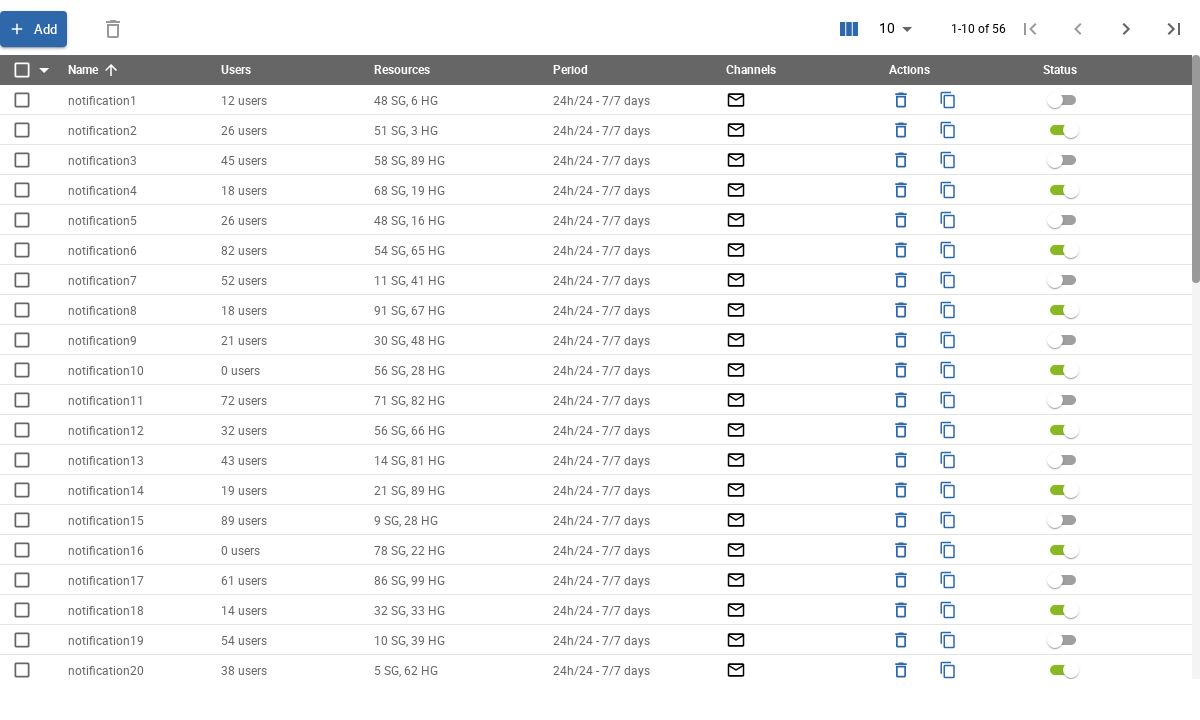 Add 10 1-10 of 56
Name Users Resources Period Channels Actions Status
notification1 12 users 48 SG, 6 HG 24h/24 - 7/7 days
notification2 26 users 51 SG, 3 HG 24h/24 - 7/7 days
notification3 45 users 58 SG, 89 HG 24h/24 - 7/7 days
notification4 18 users 68 SG, 19 HG 24h/24 - 7/7 days
notification5 26 users 48 SG, 16 HG 24h/24 - 7/7 days
notification6 82 users 54 SG, 65 HG 24h/24 - 7/7 days
notification7 52 users 11 SG, 41 HG 24h/24 - 7/7 days
notification8 18 users 91 SG, 67 HG 24h/24 - 7/7 days
notification9 21 users 30 SG, 48 HG 24h/24 - 7/7 days
notification10 0 users 56 SG, 28 HG 24h/24 - 7/7 days
notification11 72 users 71 SG, 82 HG 24h/24 - 7/7 days
notification12 32 users 56 SG, 66 HG 24h/24 - 7/7 days
notification13 43 users 14 SG, 81 HG 24h/24 - 7/7 days
notification14 19 users 21 SG, 89 HG 24h/24 - 7/7 days
notification15 89 users 9 SG, 28 HG 24h/24 - 7/7 days
notification16 0 users 78 SG, 22 HG 24h/24 - 7/7 days
notification17 61 users 86 SG, 99 HG 24h/24 - 7/7 days
notification18 14 users 32 SG, 33 HG 24h/24 - 7/7 days
notification19 54 users 10 SG, 39 HG 24h/24 - 7/7 days
notification20 38 users 5 SG, 62 HG 24h/24 - 7/7 days